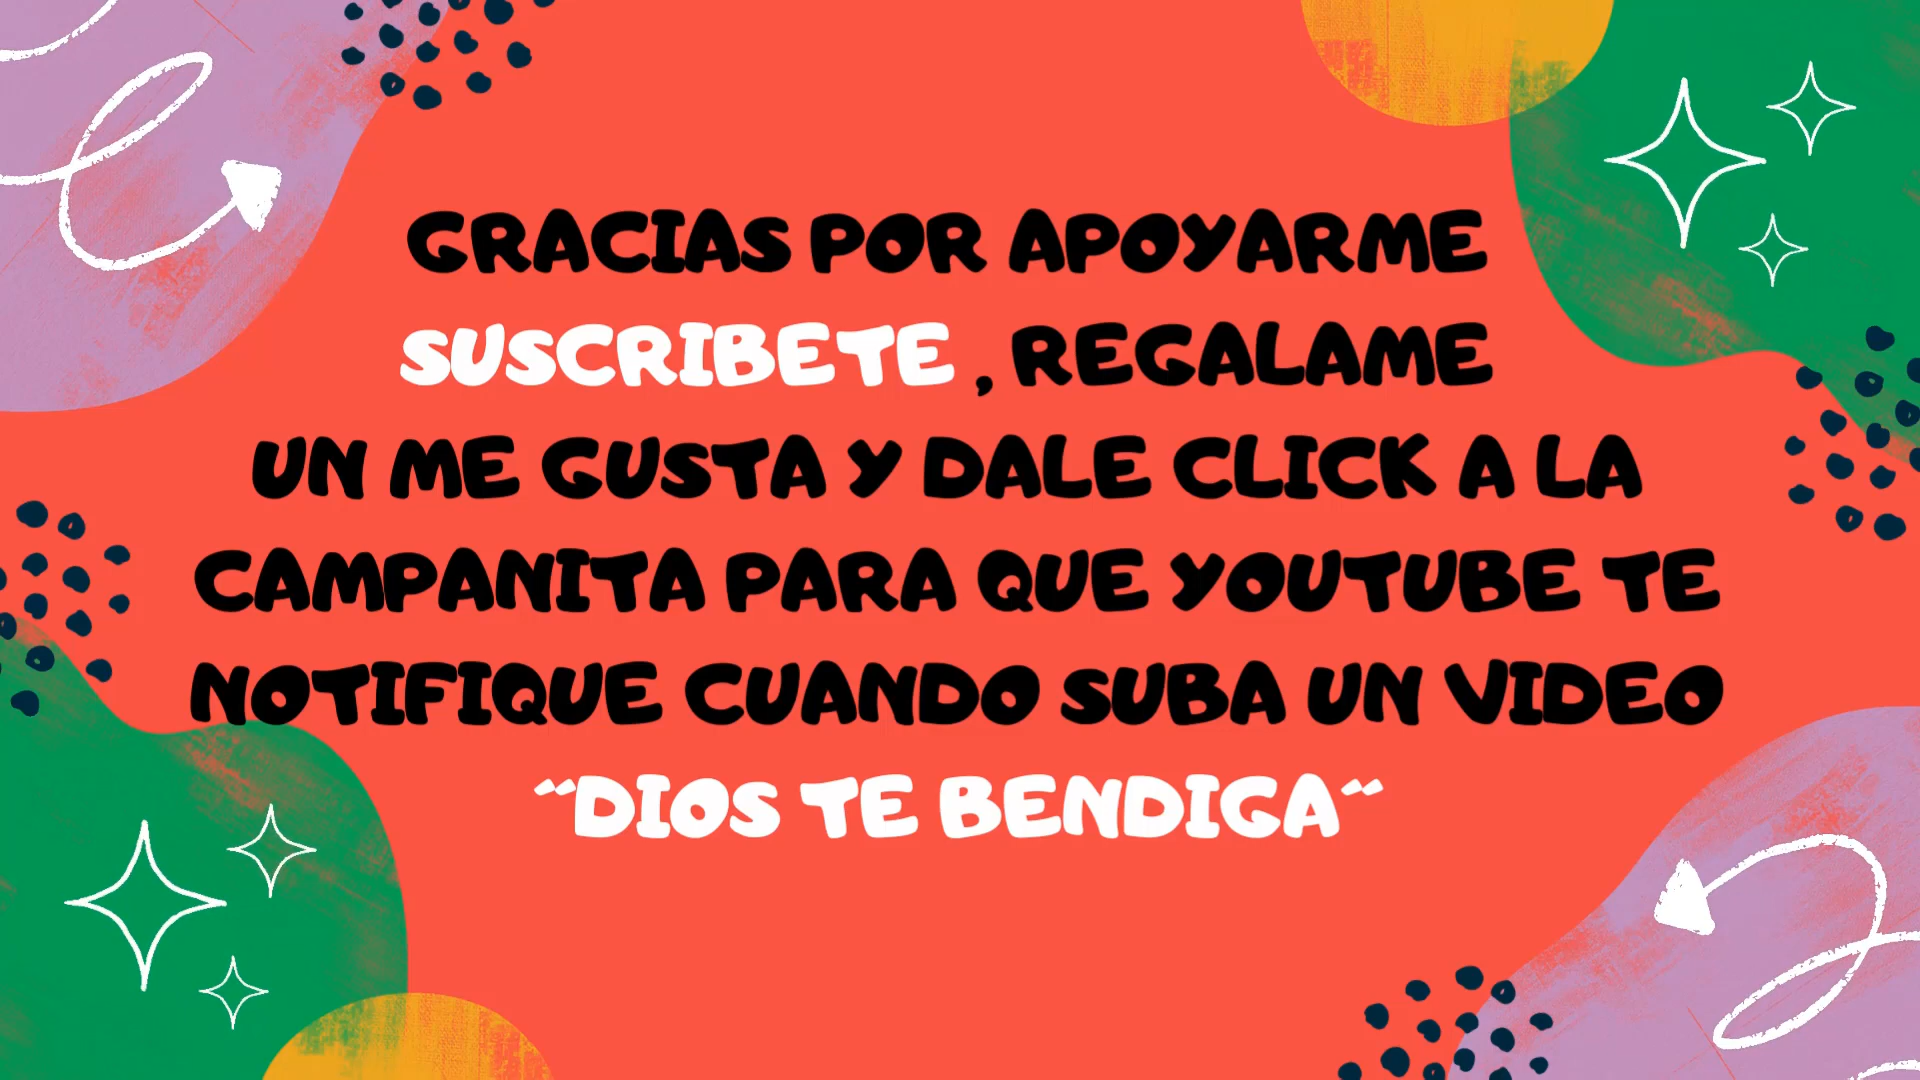 GRACIAS POR APOYARME
SUSCRIBETE , REGALAME
UN ME GUSTA Y DALE CLICK A LA
CAMPANITA PARA QUE YOUTUBE TE
NOTIFIQUE CUANDO SUBA UN VIDEO
"DIOS TE BENDIGA"